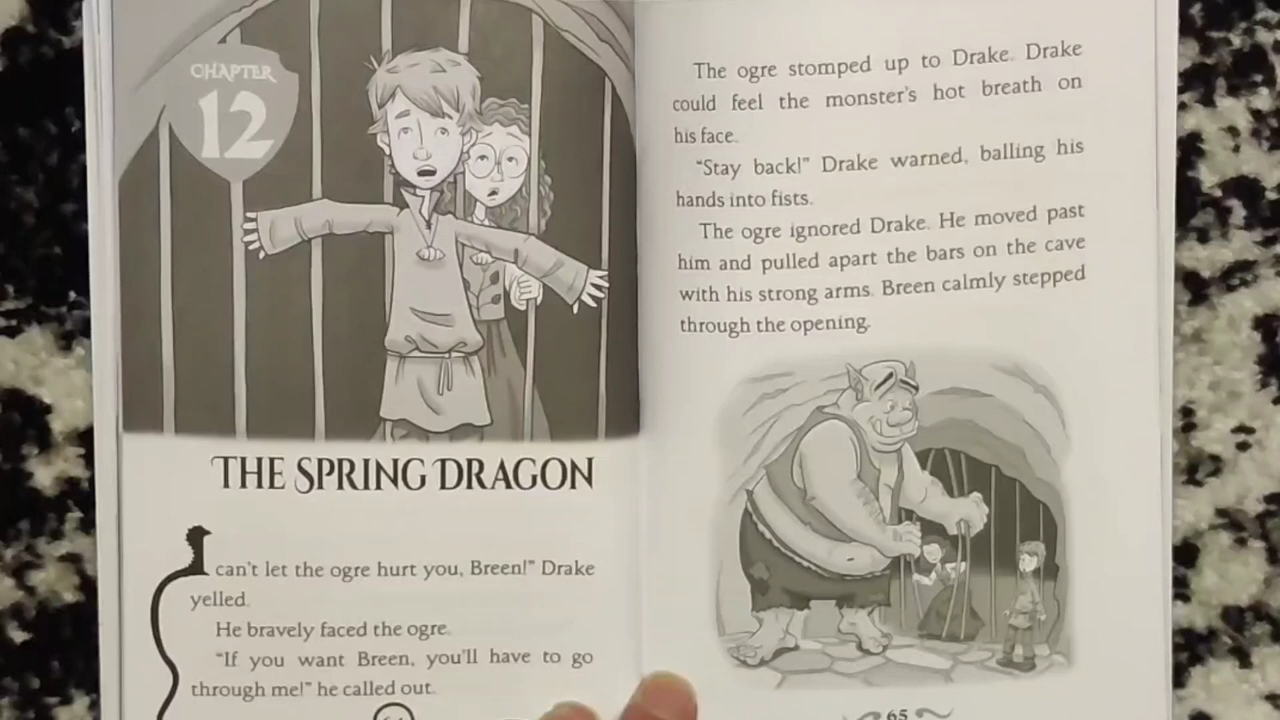 CHAPTER
12
THE SPRING DRAGON
I can't let the ogre hurt you, Breen!" Drake
yelled.
He bravely faced the ogre.
"If you want Breen, you'll have to go
through me!" he called out.
The ogre stomped up to Drake. Drake
could feel the monster's hot breath on
his face.
"Stay back!" Drake warned, balling his
hands into fists.
The ogre ignored Drake. He moved past
him and pulled apart the bars on the cave
with his strong arms. Breen calmly stepped
through the opening.
65